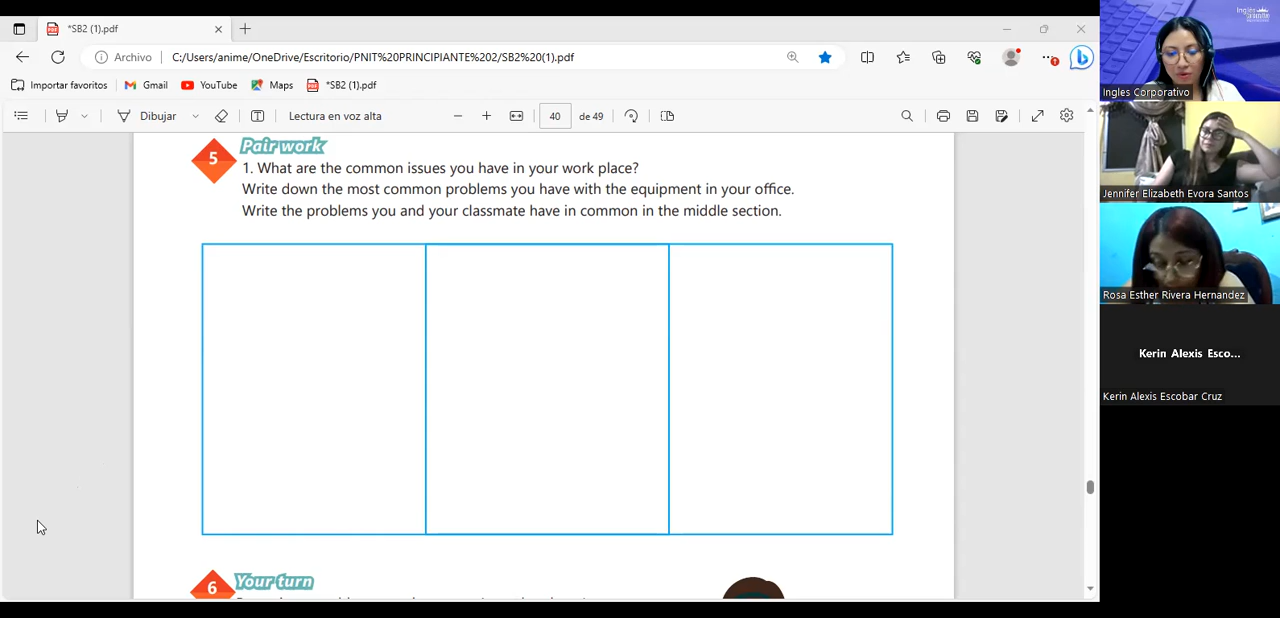 *SB2 (1).pdf
Archivo
C:/Users/anime/OneDrive/Escritorio/PNIT%20PRINCIPIANTE%202/SB2%20(1).pdf
Importar favoritos
Gmail
YouTube
Maps
*SB2 (1).pdf
Dibujar
Lectura en voz alta
40
de 49
5
Pair work
1. What are the common issues you have in your work place?
Write down the most common problems you have with the equipment in your office.
Write the problems you and your classmate have in common in the middle section.
6
Your turn
Ingles Corporativo
Jennifer Elizabeth Evora Santos
Rosa Esther Rivera Hernandez
Kerin Alexis Esco...
Kerin Alexis Escobar Cruz